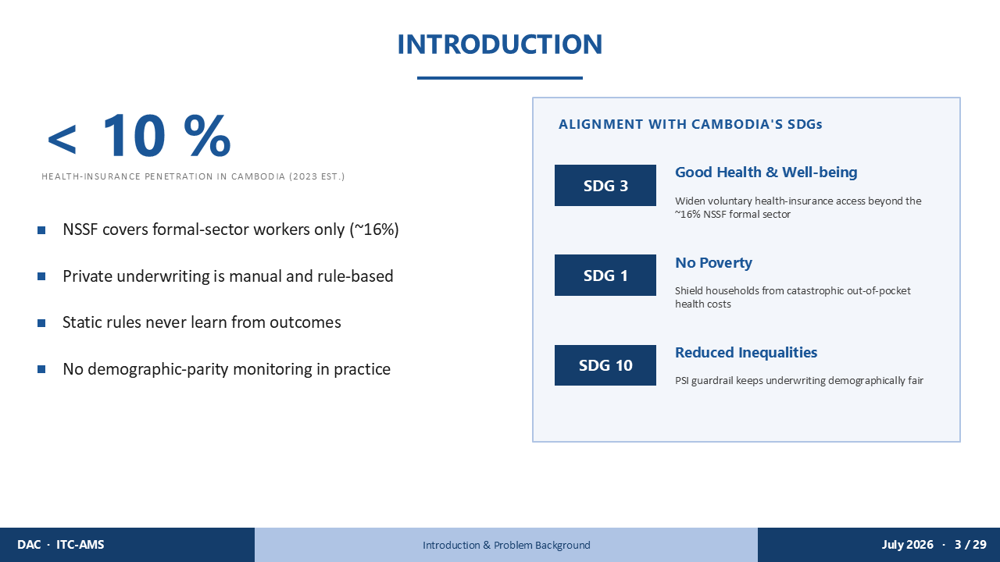 INTRODUCTION
< 10 %
HEALTH-INSURANCE PENETRATION IN CAMBODIA (2023 EST.)
NSSF covers formal-sector workers only (~16%)
Private underwriting is manual and rule-based
Static rules never learn from outcomes
No demographic-parity monitoring in practice
ALIGNMENT WITH CAMBODIA'S SDGs
SDG 3
Good Health & Well-being
Widen voluntary health-insurance access beyond the
~16% NSSF formal sector
SDG 1
No Poverty
Shield households from catastrophic out-of-pocket
health costs
SDG 10
Reduced Inequalities
PSI guardrail keeps underwriting demographically fair
DAC · ITC-AMS
Introduction & Problem Background
July 2026 · 3 / 29